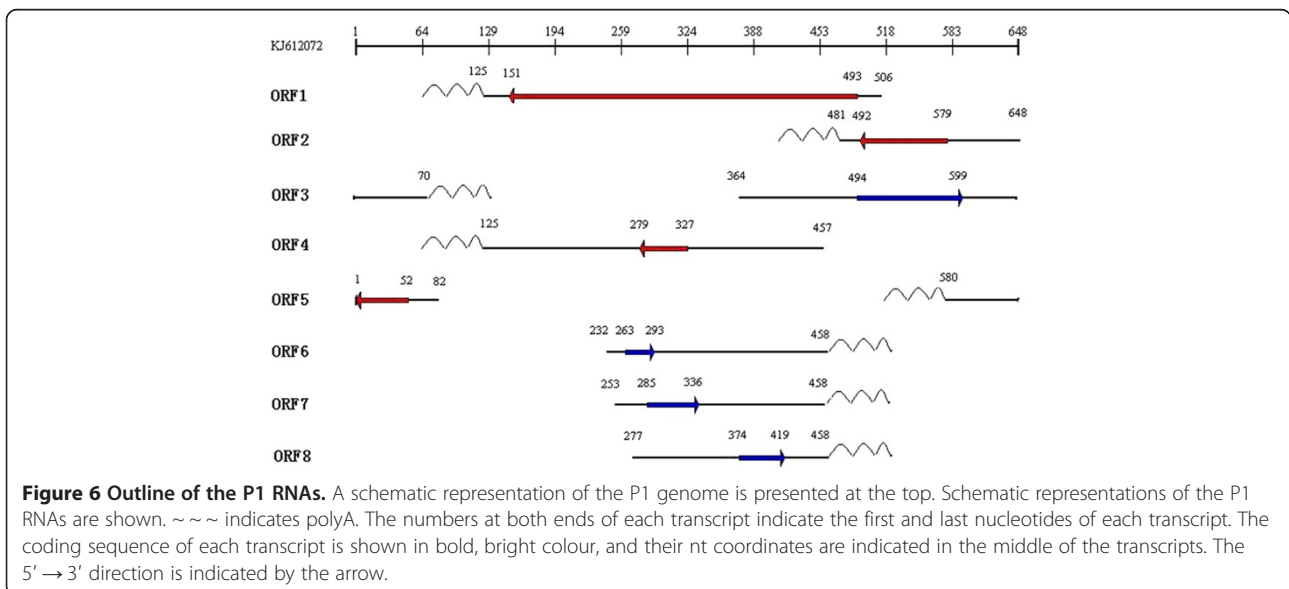 1 64 129 194 259 324 388 453 518 583 648
KJ612072
125 151 493 506
ORF1
481 492 579 648
ORF2
70 364 494 599
ORF3
125 279 327 457
ORF4
1 52 82 580
ORF5
232 263 293 458
ORF6
253 285 336 458
ORF7
277 374 419 458
ORF8
Figure 6 Outline of the P1 RNAs. A schematic representation of the P1 genome is presented at the top. Schematic representations of the P1
RNAs are shown. ~ ~ ~ indicates polyA. The numbers at both ends of each transcript indicate the first and last nucleotides of each transcript. The
coding sequence of each transcript is shown in bold, bright colour, and their nt coordinates are indicated in the middle of the transcripts. The
5′ → 3′ direction is indicated by the arrow.